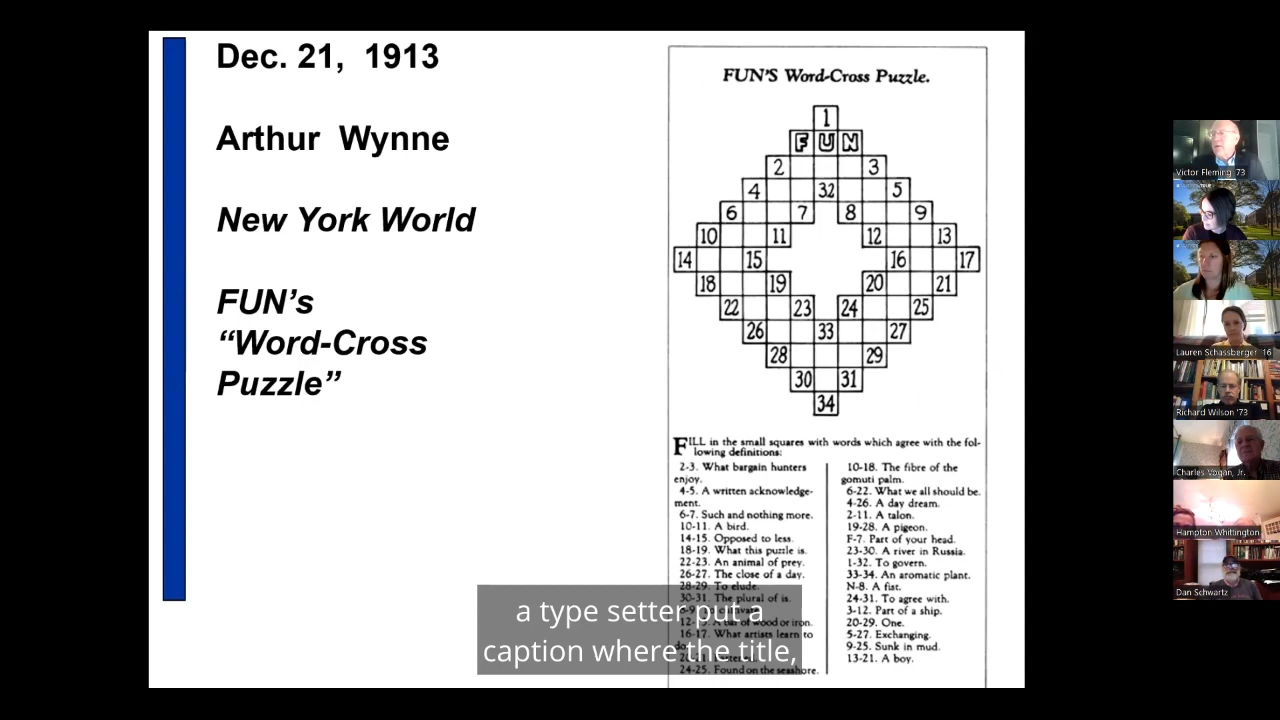 Dec. 21, 1913
Arthur Wynne
New York World
FUN's
“Word-Cross
Puzzle”
FUN'S Word-Cross Puzzle.
1
F U N
2 3
4 32 5
6 7 8 9
10 11 12 13
14 15 16 17
18 19 20 21
22 23 24 25
26 33 27
28 29
30 31
34
FILL in the small squares with words which agree with the fol-
lowing definitions:
2-3. What bargain hunters
enjoy.
4-5. A written acknowledge-
ment.
6-7. Such and nothing more.
10-11. A bird.
14-15. Opposed to less.
18-19. What this puzzle is.
22-23. An animal of prey.
26-27. The close of a day.
28-29. To elude.
30-31. The plural of is.
12-13. A bar of wood or iron.
16-17. What artists learn to
24-25. Found on the seashore.
10-18. The fibre of the
gomuti palm.
6-22. What we all should be.
4-26. A day dream.
2-11. A talon.
19-28. A pigeon.
F-7. Part of your head.
23-30. A river in Russia.
1-32. To govern.
33-34. An aromatic plant.
N-8. A fist.
24-31. To agree with.
3-12. Part of a ship.
20-29. One.
5-27. Exchanging.
9-25. Sunk in mud.
13-21. A boy.
a type setter put a
caption where the title,
Victor Fleming '73
Lauren Schassberger '16
Richard Wilson '73
Charles Vogan, Jr.
Hampton Whittington
Dan Schwartz